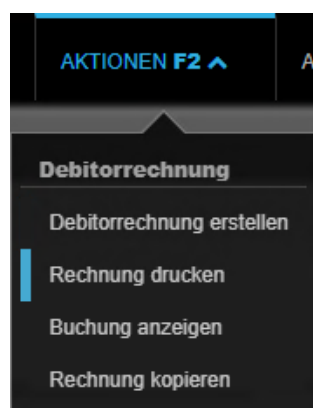 AKTIONEN F2 A
Debitorrechnung
Debitorrechnung erstellen
Rechnung drucken
Buchung anzeigen
Rechnung kopieren